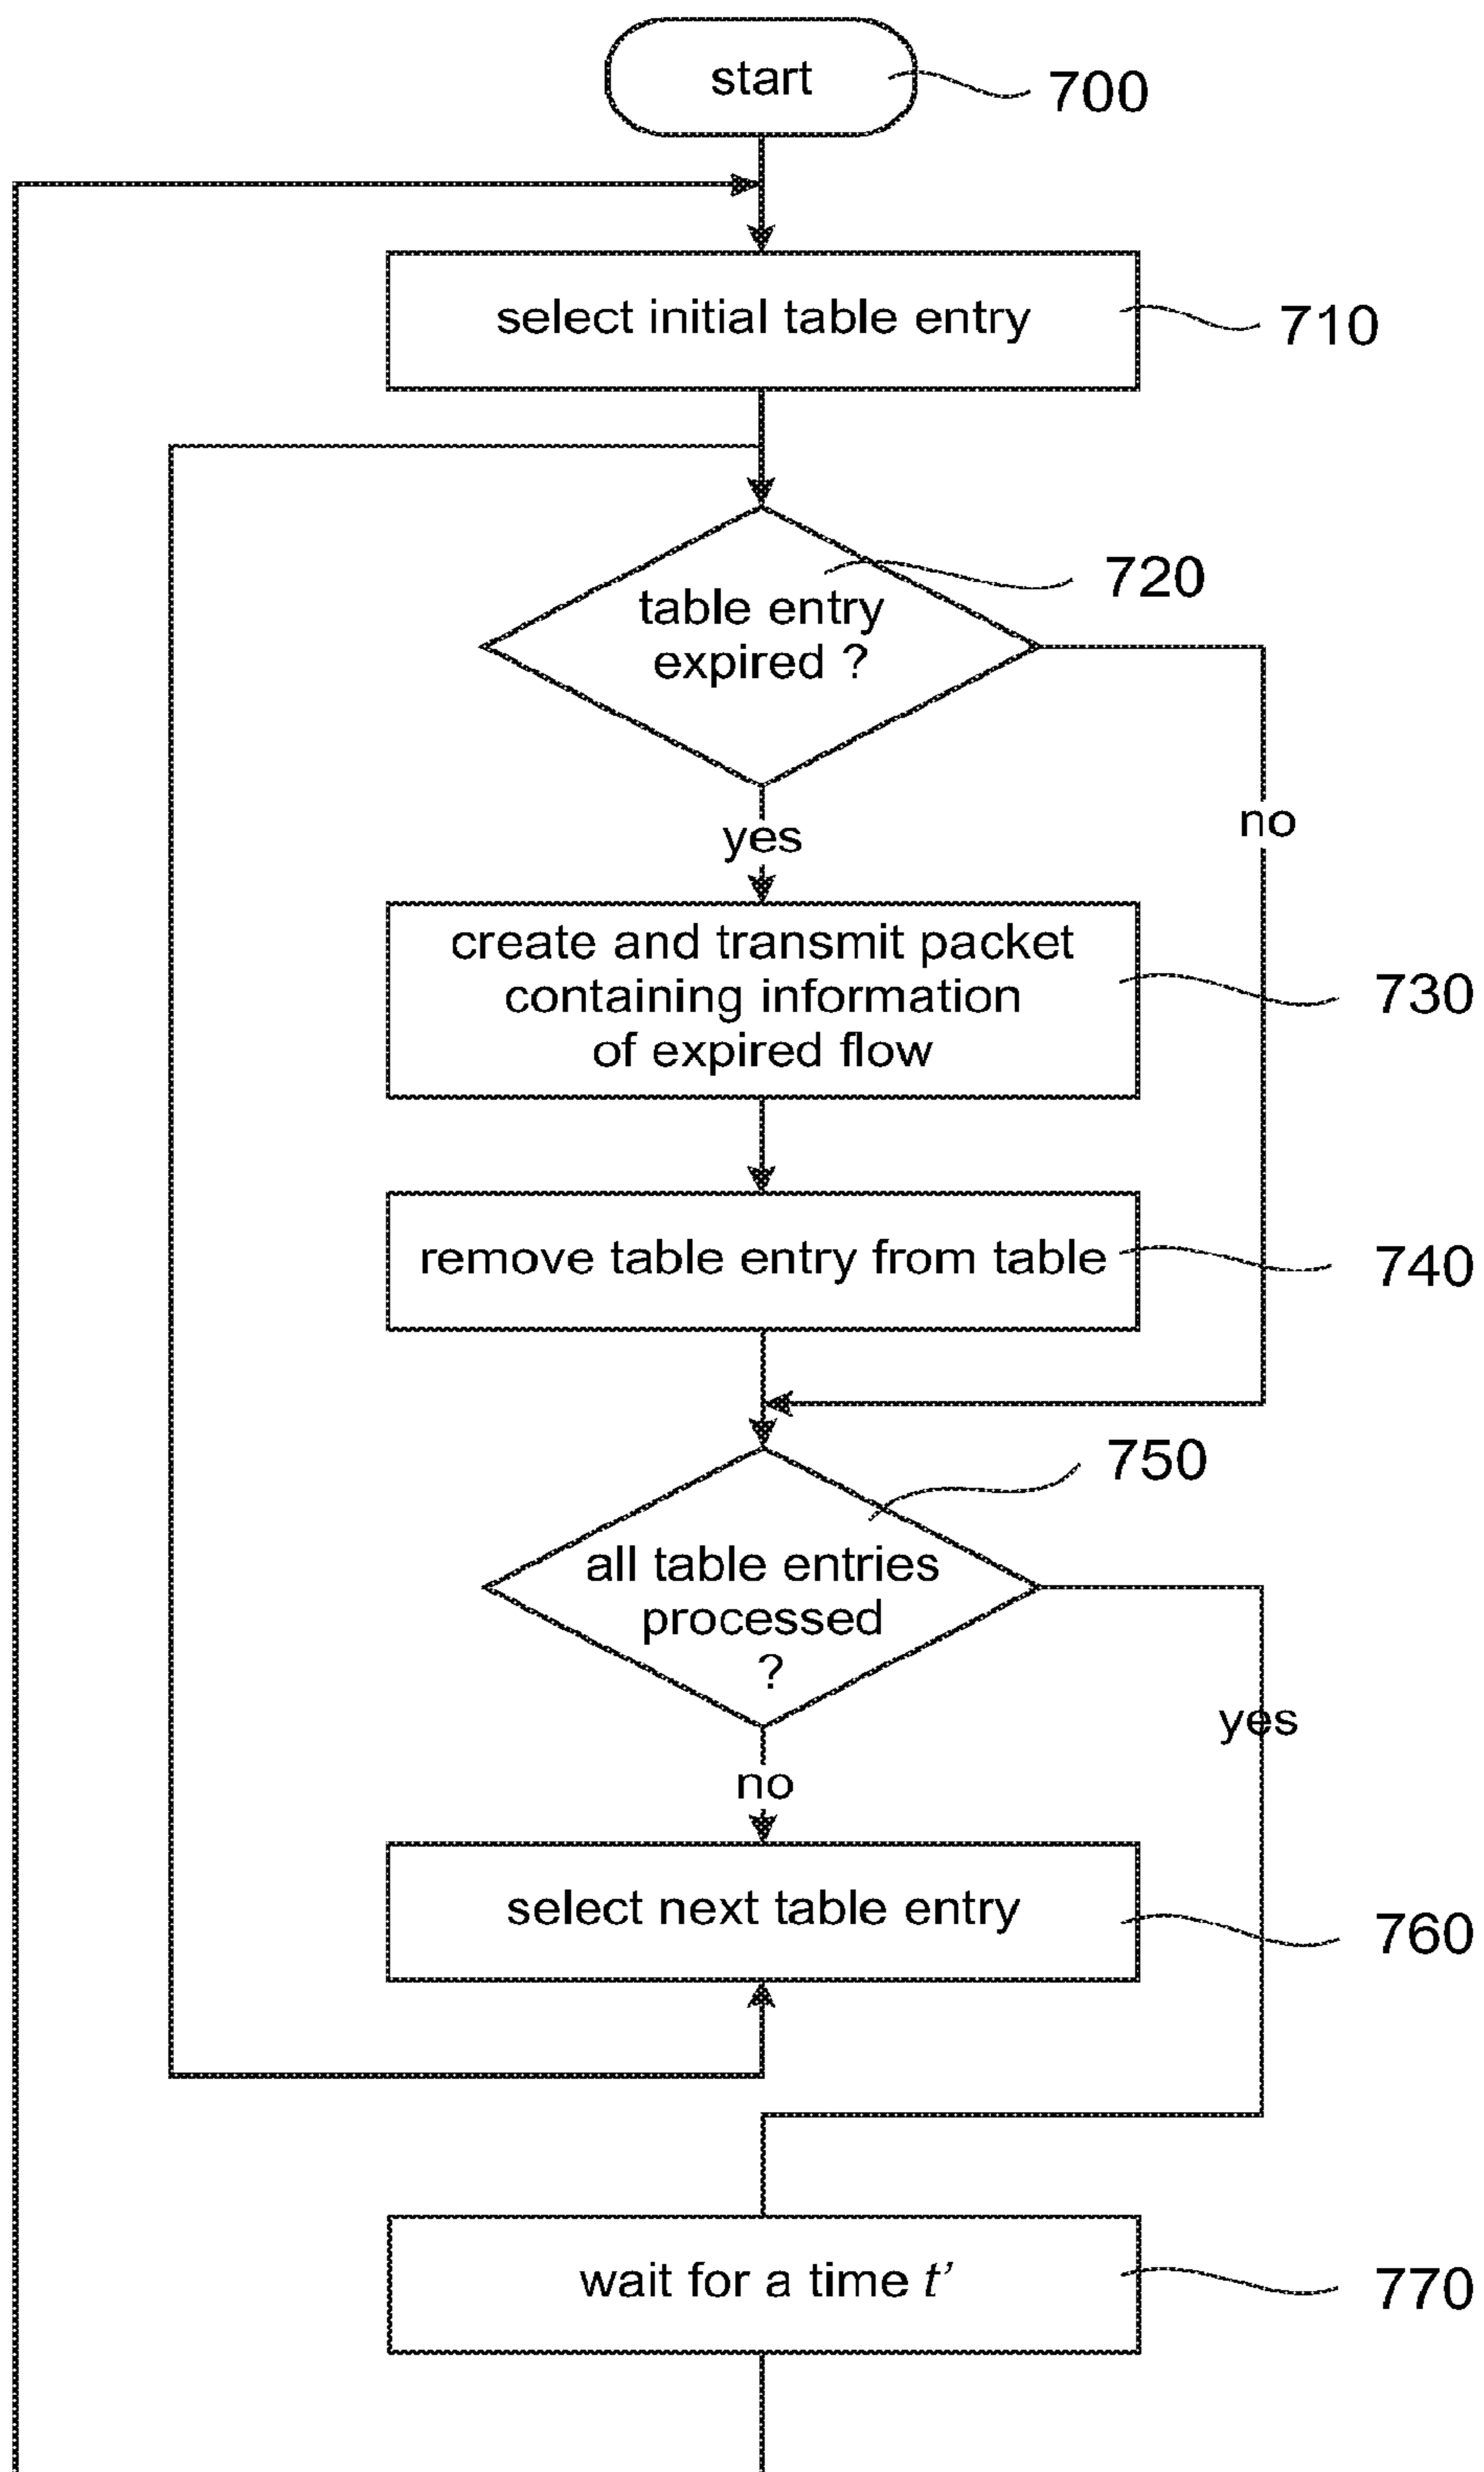 start
700
select initial table entry
710
720
table entry
expired ?
no
yes
create and transmit packet
containing information
of expired flow
730
remove table entry from table
740
750
all table entries
processed
?
yes
no
select next table entry
760
wait for a time t’
770